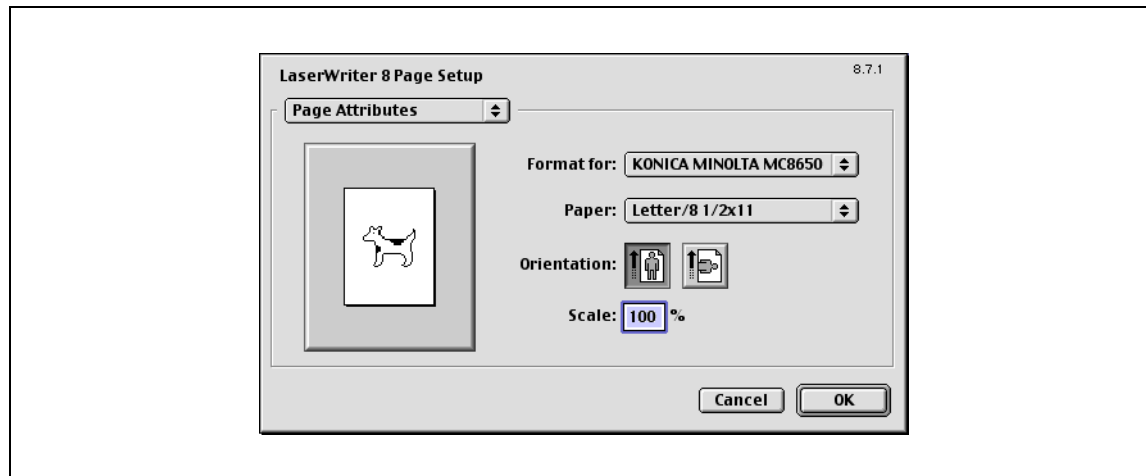 LaserWriter 8 Page Setup 8.7.1
Page Attributes
Format for: KONICA MINOLTA MC8650
Paper: Letter/8 1/2x11
Orientation:
Scale: 100 %
Cancel OK